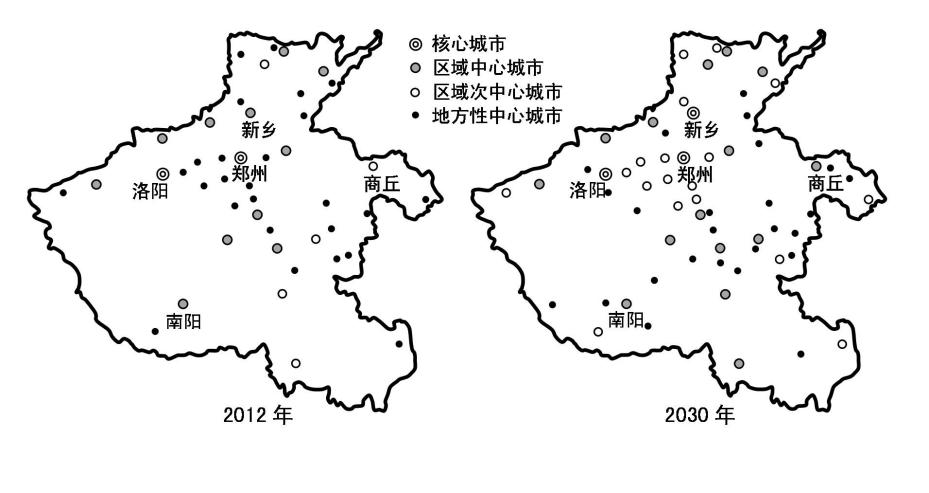 核心城市
区域中心城市
区域次中心城市
地方性中心城市
新乡
郑州
洛阳
商丘
南阳
2012 年
新乡
郑州
洛阳
商丘
南阳
2030 年